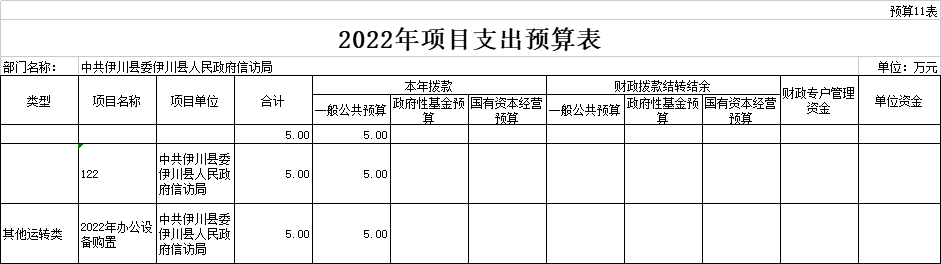 预算11表
2022年项目支出预算表
部门名称: 中共伊川县委伊川县人民政府信访局 单位: 万元
类型 项目名称 项目单位 合计 本年拨款 财政拨款结转结余 财政专户管理资金 单位资金
一般公共预算 政府性基金预算 国有资本经营预算 一般公共预算 政府性基金预算 国有资本经营预算
5.00 5.00
122 中共伊川县委伊川县人民政府信访局 5.00 5.00
其他运转类 2022年办公设备购置 中共伊川县委伊川县人民政府信访局 5.00 5.00